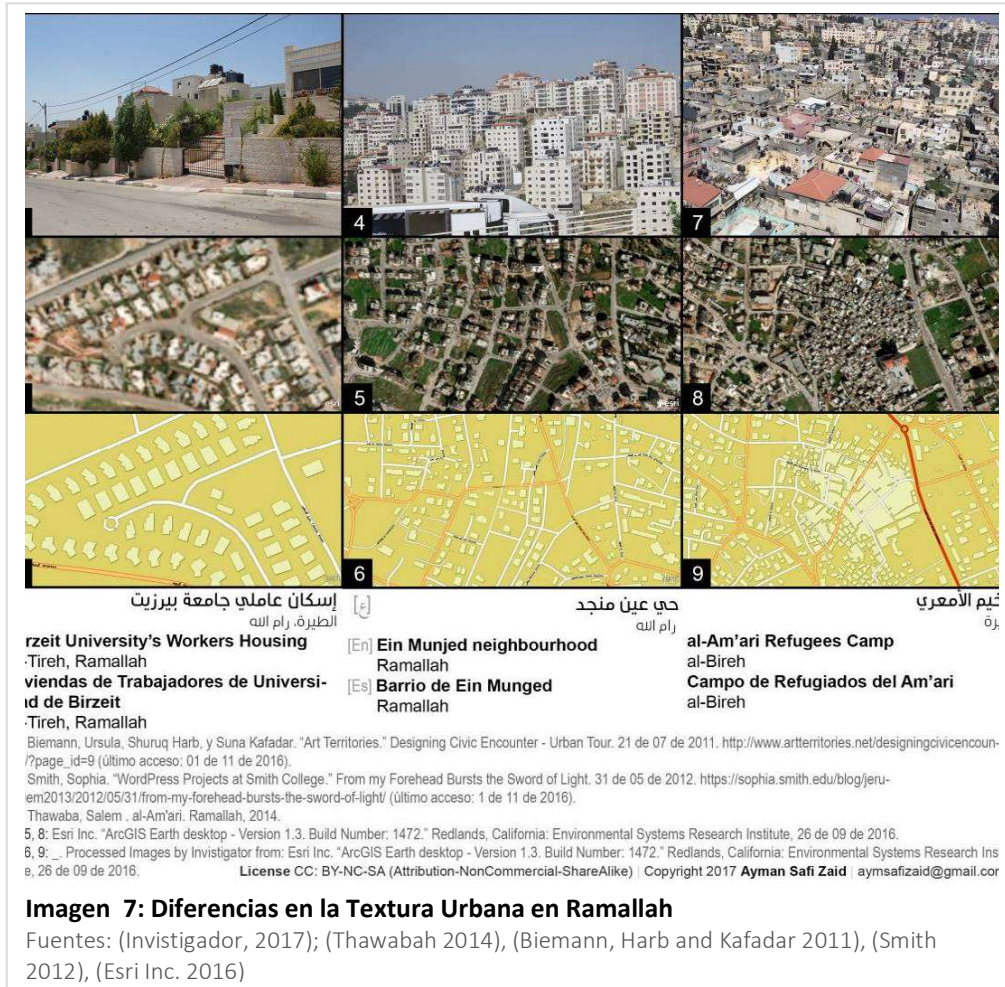 4
7
5
8
esri
6
9
إسكان عاملي جامعة بيرزيت
الطيرة، رام الله
[ع]
حي عين منجد
رام الله
خيم الأمعري
يرة
rzeit University's Workers Housing
-Tireh, Ramallah
viendas de Trabajadores de Universi-
ad de Birzeit
-Tireh, Ramallah
[En] Ein Munjed neighbourhood
Ramallah
[Es] Barrio de Ein Munged
Ramallah
al-Am'ari Refugees Camp
al-Bireh
Campo de Refugiados del Am'ari
al-Bireh
Biemann, Ursula, Shuruq Harb, y Suna Kafadar. "Art Territories." Designing Civic Encounter - Urban Tour. 21 de 07 de 2011. http://www.artterritories.net/designingcivicencoun-
/?page_id=9 (último acceso: 01 de 11 de 2016).
Smith, Sophia. "WordPress Projects at Smith College." From my Forehead Bursts the Sword of Light. 31 de 05 de 2012. https://sophia.smith.edu/blog/jeru-
em2013/2012/05/31/from-my-forehead-bursts-the-sword-of-light/ (último acceso: 1 de 11 de 2016).
Thawaba, Salem . al-Am'ari. Ramallah, 2014.
5, 8: Esri Inc. "ArcGIS Earth desktop - Version 1.3. Build Number: 1472." Redlands, California: Environmental Systems Research Institute, 26 de 09 de 2016.
6, 9: _. Processed Images by Invistigator from: Esri Inc. "ArcGIS Earth desktop - Version 1.3. Build Number: 1472." Redlands, California: Environmental Systems Research Ins
e, 26 de 09 de 2016. License CC: BY-NC-SA (Attribution-NonCommercial-ShareAlike) | Copyright 2017 Ayman Safi Zaid | aymsafizaid@gmail.con
Imagen 7: Diferencias en la Textura Urbana en Ramallah
Fuentes: (Invistigador, 2017); (Thawabah 2014), (Biemann, Harb and Kafadar 2011), (Smith
2012), (Esri Inc. 2016)